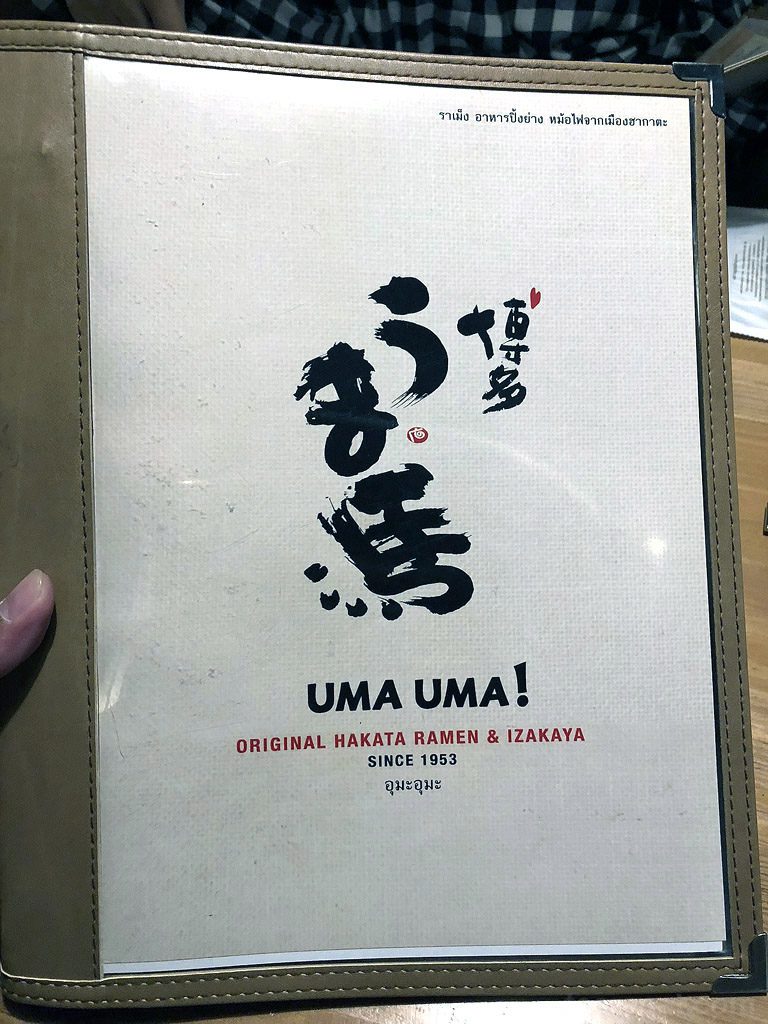 ราเม็ง อาหารปิ้งย่าง หม้อไฟจากเมืองฮากาตะ
博多
うま馬
UMA UMA!
ORIGINAL HAKATA RAMEN & IZAKAYA
SINCE 1953
อุมะอุมะ